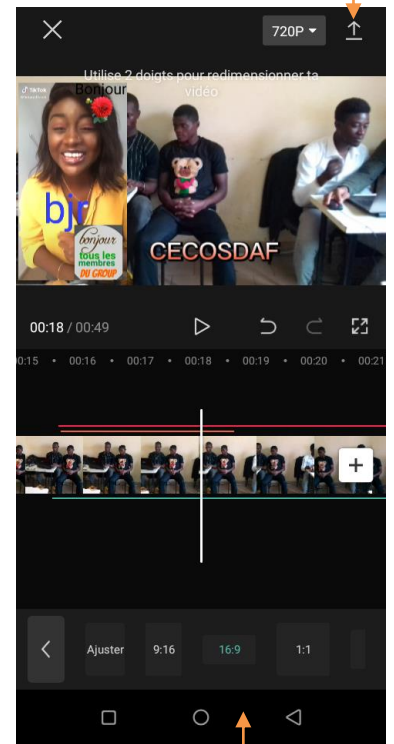 720P
Utilise 2 doigts pour redimensionner ta
vidéo
TikTok
Bonjour
bjr
bonjour
tous les
membres
DU GROUP
CECOSDAF
00:18 / 00:49
0:15 00:16 00:17 00:18 00:19 00:20 00:21
Ajuster 9:16 16:9 1:1